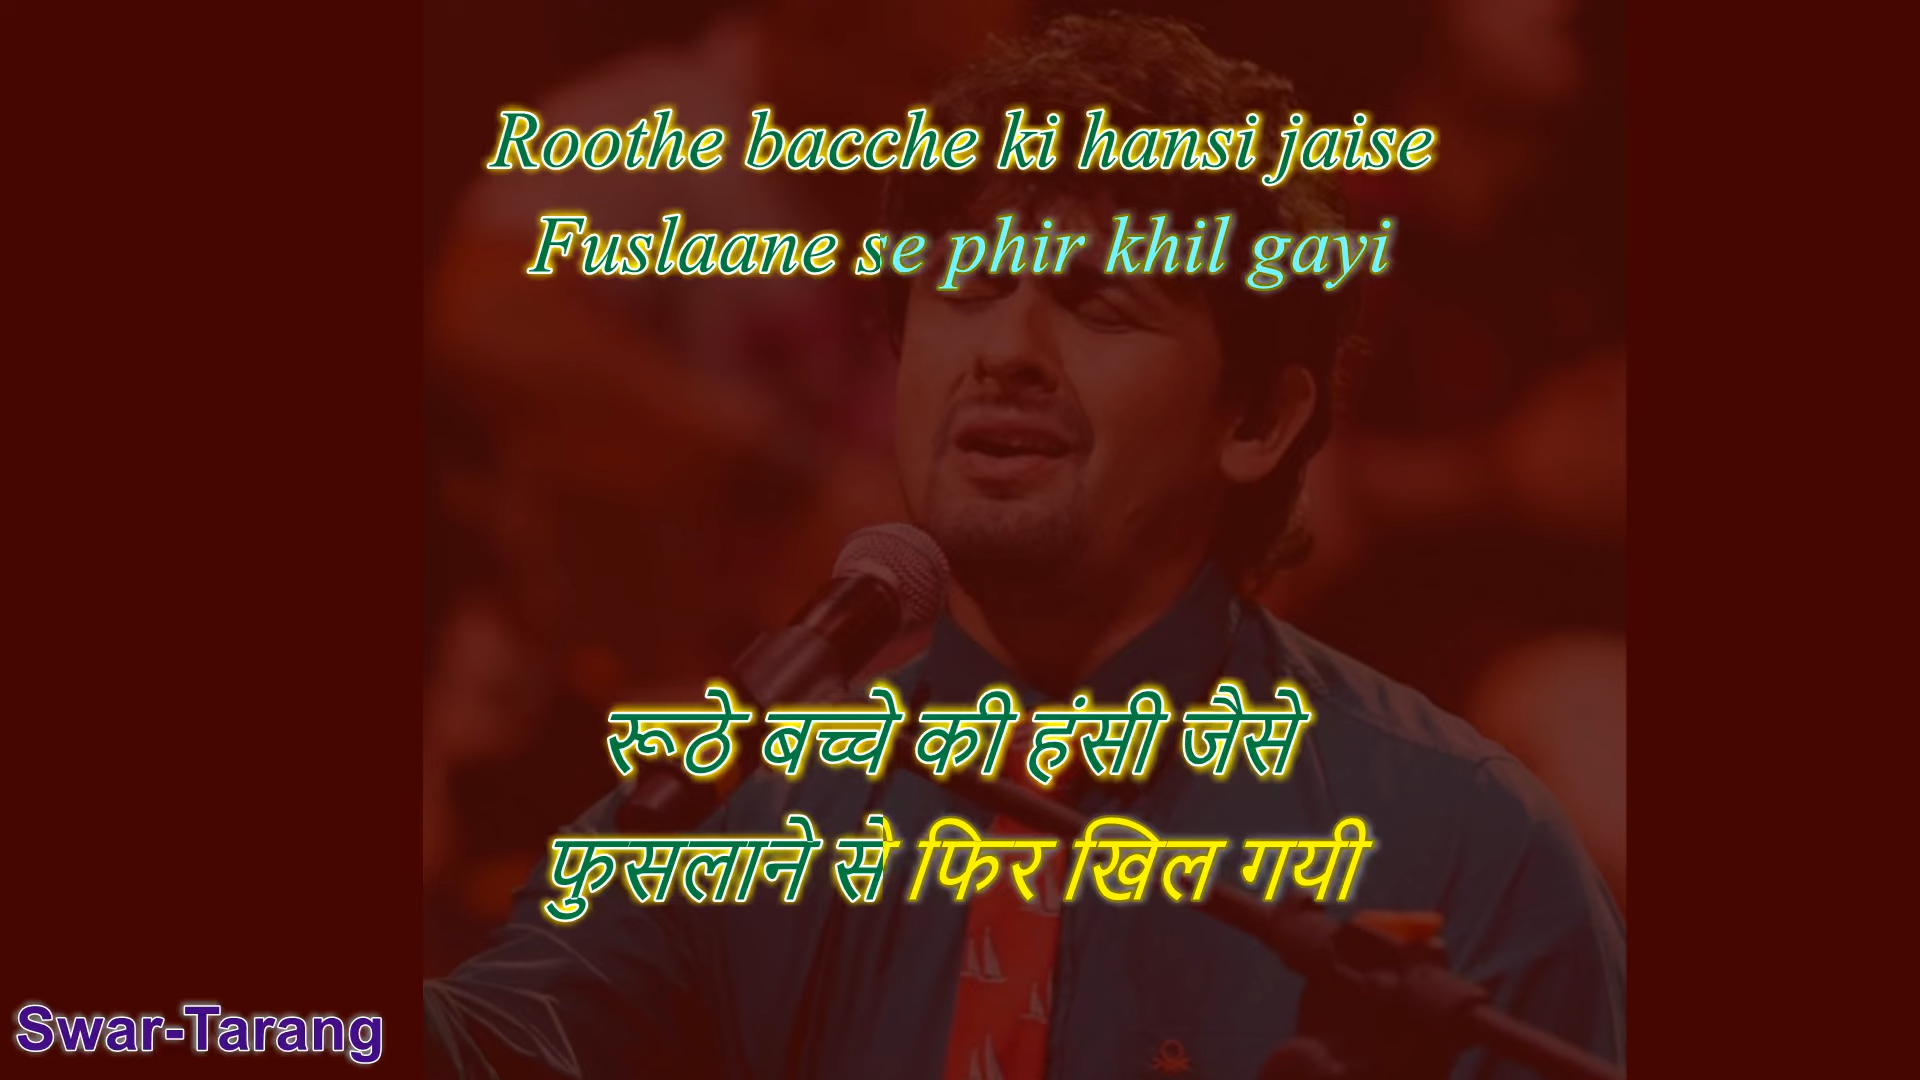 Roothe bacche ki hansi jaise
Fuslaane se phir khil gayi
रूठे बच्चे की हंसी जैसे
फुसलाने से फिर खिल गयी
Swar-Tarang